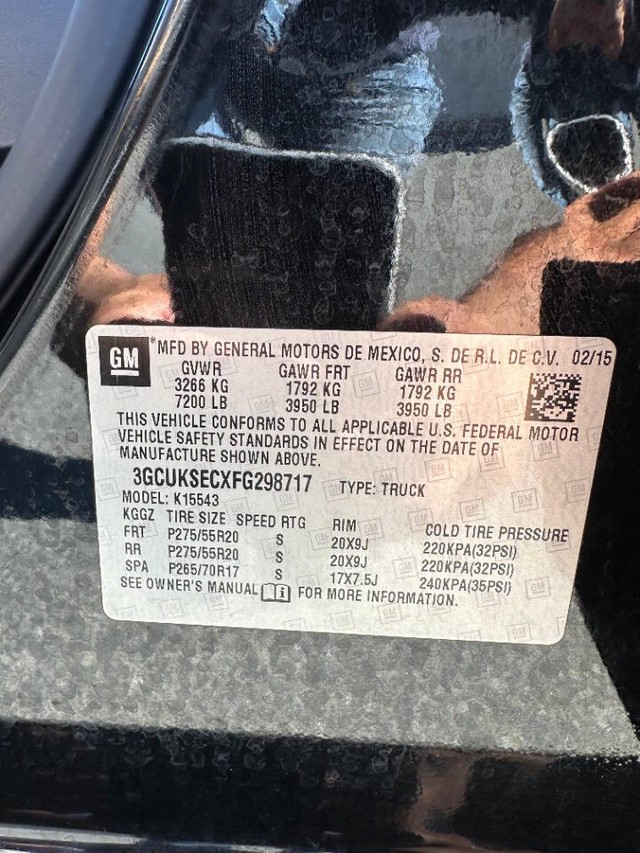 GM *MFD BY GENERAL MOTORS DE MEXICO, S. DE R.L. DE C.V. 02/15
GVWR GAWR FRT GAWR RR
3266 KG 1792 KG 1792 KG
7200 LB 3950 LB 3950 LB
THIS VEHICLE CONFORMS TO ALL APPLICABLE U.S. FEDERAL MOTOR
VEHICLE SAFETY STANDARDS IN EFFECT ON THE DATE OF
MANUFACTURE SHOWN ABOVE.
3GCUKSECXFG298717 TYPE: TRUCK
MODEL: K15543
KGGZ TIRE SIZE SPEED RTG RIM COLD TIRE PRESSURE
FRT P275/55R20 S 20X9J 220KPA(32PSI)
RR P275/55R20 S 20X9J 220KPA(32PSI)
SPA P265/70R17 S 17X7.5J 240KPA(35PSI)
SEE OWNER'S MANUAL FOR MORE INFORMATION.